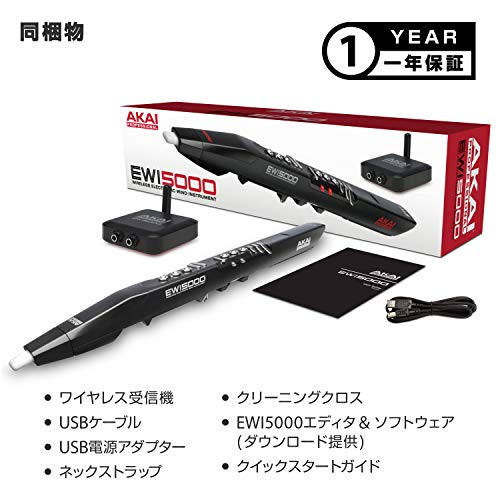 同梱物
1 YEAR
一年保証
AKAI
PROFESSIONAL
EWI5000
WIRELESS ELECTRONIC WIND INSTRUMENT
AKAI
AKAI
PROFESSIONAL
EWI5000
AKAI
AKAI
EWI5000
EWI5000
• ワイヤレス受信機
• USBケーブル
• USB電源アダプター
• ネックストラップ
• クリーニングクロス
• EWI5000エディタ & ソフトウェア
(ダウンロード提供)
• クイックスタートガイド